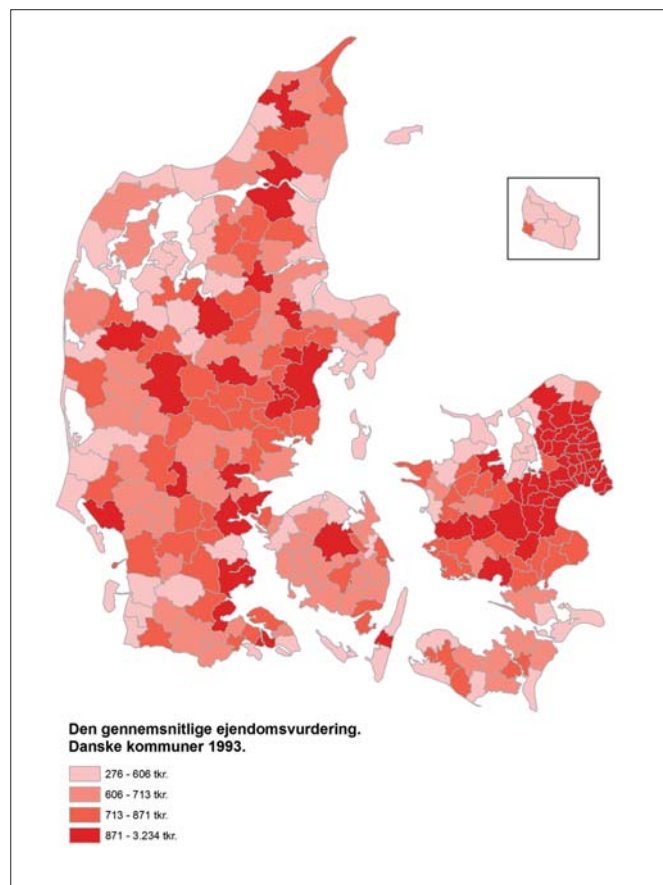 Den gennemsnitlige ejendomsvurdering.
Danske kommuner 1993.
276 - 606 tkr.
606 - 713 tkr.
713 - 871 tkr.
871 - 3.234 tkr.